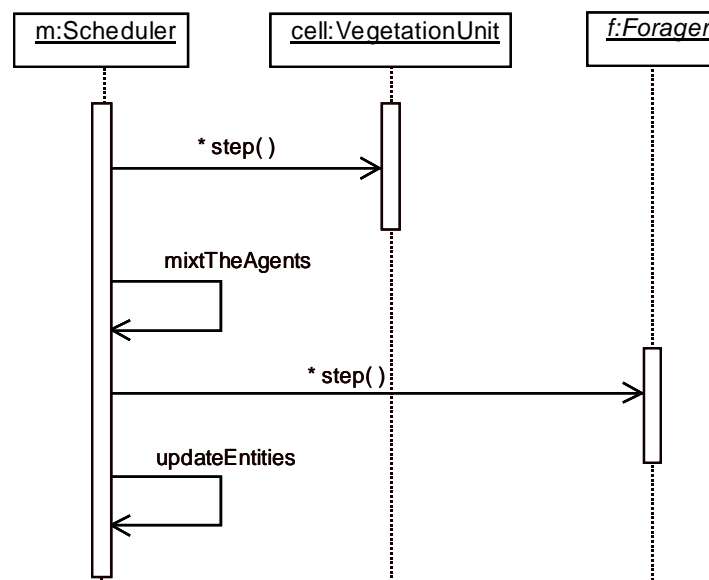 m:Scheduler
cell:VegetationUnit
f:Forager
* step( )
mixtTheAgents
* step( )
updateEntities